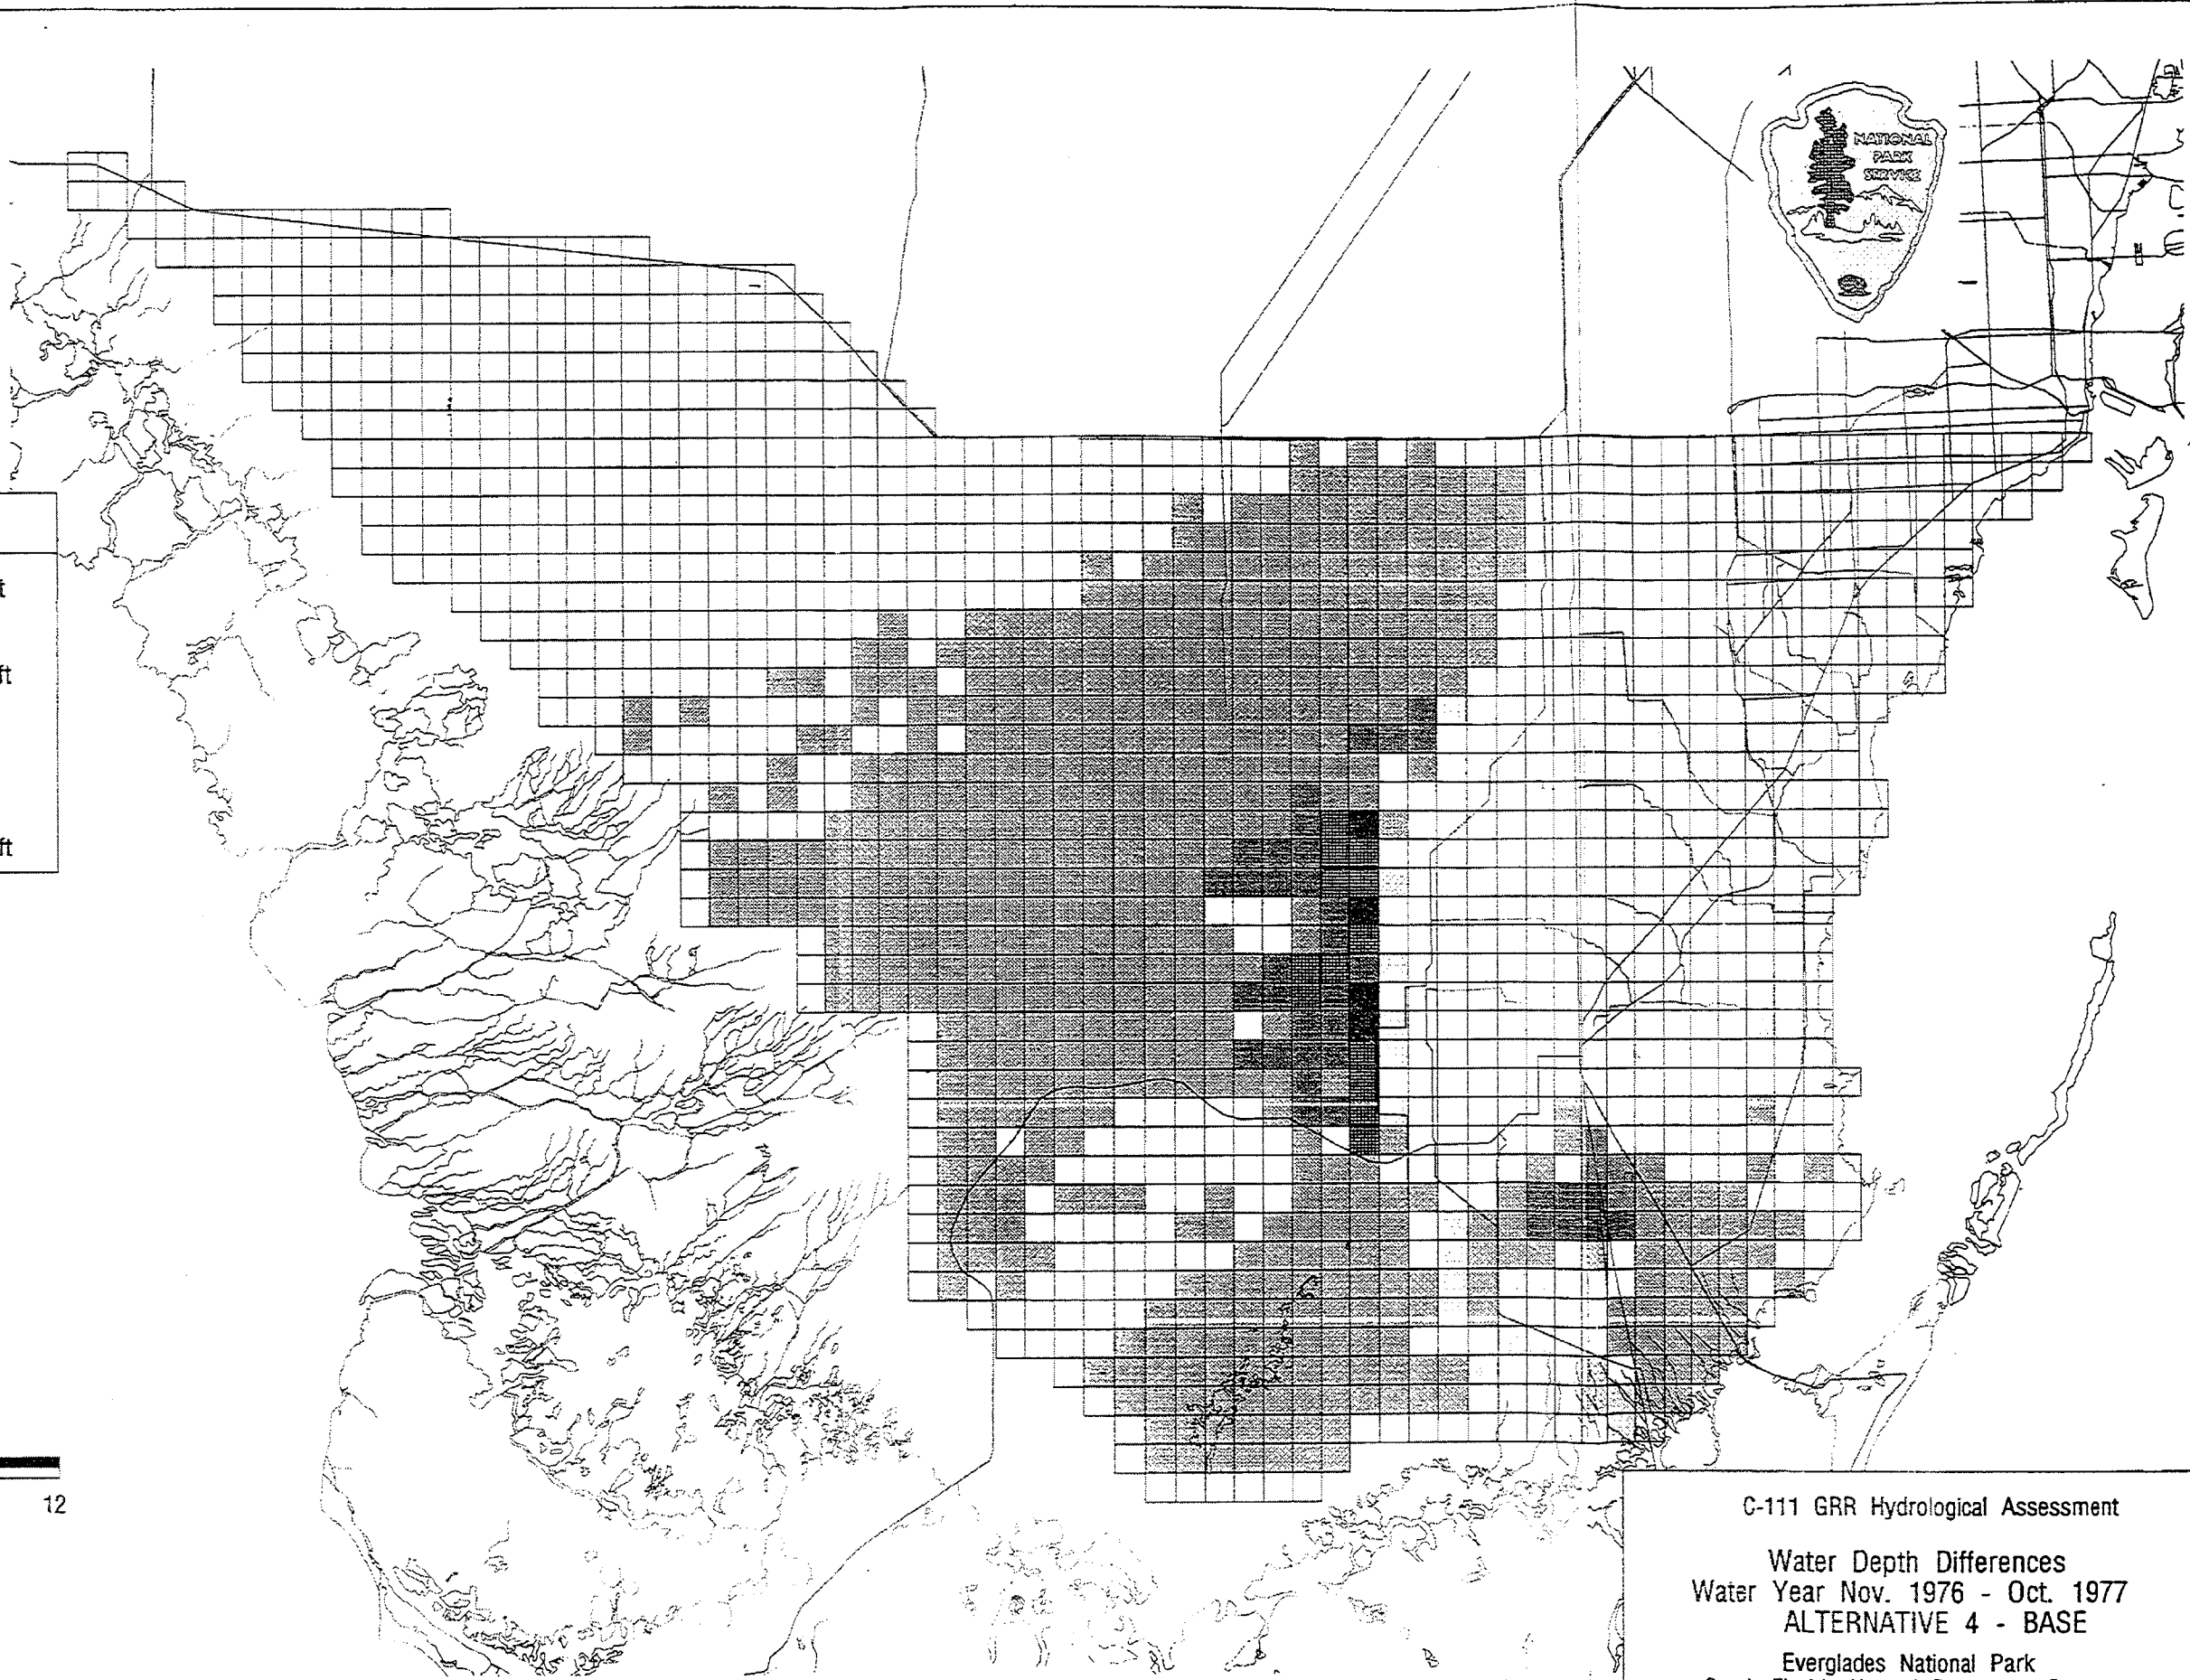 NATIONAL
PARK
SERVICE
ft
ft
12
C-111 GRR Hydrological Assessment
Water Depth Differences
Water Year Nov. 1976 - Oct. 1977
ALTERNATIVE 4 - BASE
Everglades National Park